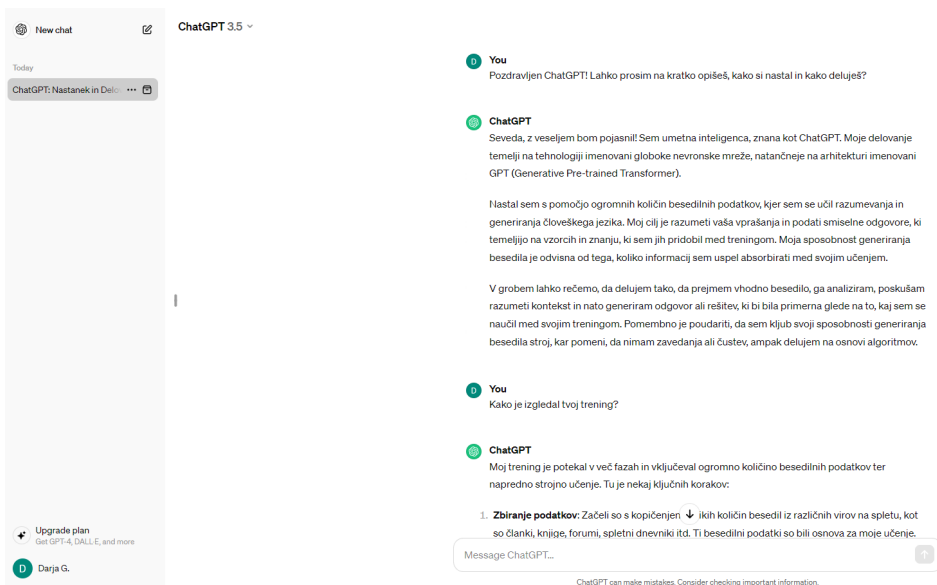 New chat
ChatGPT 3.5
Today
ChatGPT: Nastanek in Delo
You
Pozdravljen ChatGPT! Lahko prosim na kratko opišeš, kako si nastal in kako deluješ?
ChatGPT
Seveda, z veseljem bom pojasnil! Sem umetna inteligenca, znana kot ChatGPT. Moje delovanje
temelji na tehnologiji imenovani globoke nevronske mreže, natančneje na arhitekturi imenovani
GPT (Generative Pre-trained Transformer).
Nastal sem s pomočjo ogromnih količin besedilnih podatkov, kjer sem se učil razumevanja in
generiranja človeškega jezika. Moj cilj je razumeti vaša vprašanja in podati smiselne odgovore, ki
temeljijo na vzorcih in znanju, ki sem jih pridobil med treningom. Moja sposobnost generiranja
besedila je odvisna od tega, koliko informacij sem uspel absorbirati med svojim učenjem.
V grobem lahko rečemo, da delujem tako, da prejmem vhodno besedilo, ga analiziram, poskušam
razumeti kontekst in nato generiram odgovor ali rešitev, ki bi bila primerna glede na to, kaj sem se
naučil med svojim treningom. Pomembno je poudariti, da sem kljub svoji sposobnosti generiranja
besedila stroj, kar pomeni, da nimam zavedanja ali čustev, ampak delujem na osnovi algoritmov.
D
You
Kako je izgledal tvoj trening?
ChatGPT
Moj trening je potekal v več fazah in vključeval ogromno količino besedilnih podatkov ter
napredno strojno učenje. Tu je nekaj ključnih korakov:
1. Zbiranje podatkov: Začeli so s kopičenjem ikih količin besedil iz različnih virov na spletu, kot
so članki, knjige, forumi, spletni dnevniki itd. Ti besedilni podatki so bili osnova za moje učenje.
Upgrade plan
Get GPT-4, DALL·E, and more
D Darja G.
Message ChatGPT...
ChatGPT can make mistakes. Consider checking important information.